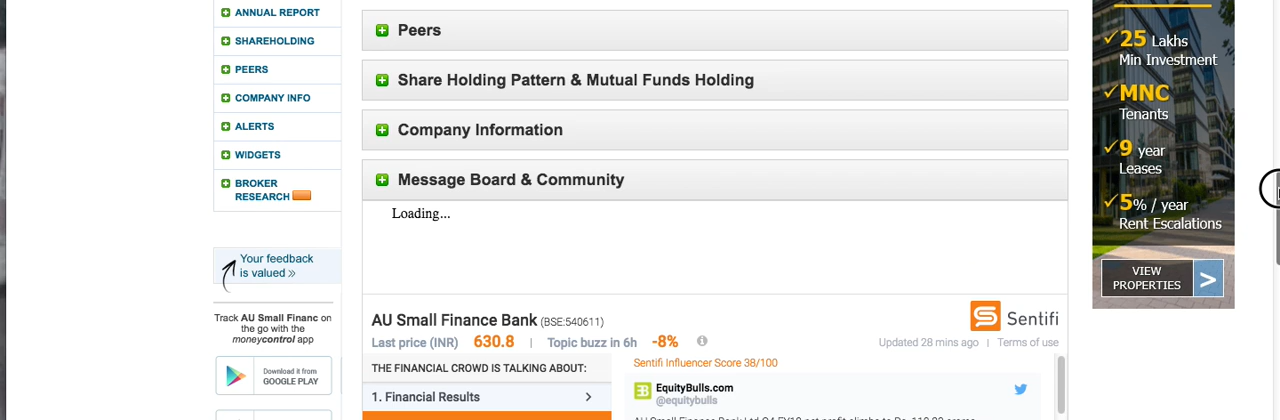 ANNUAL REPORT
SHAREHOLDING
PEERS
COMPANY INFO
ALERTS
WIDGETS
BROKER
RESEARCH
Your feedback
is valued »
Track AU Small Financ on
the go with the
moneycontrol app
Download it from
GOOGLE PLAY
Peers
Share Holding Pattern & Mutual Funds Holding
Company Information
Message Board & Community
Loading...
AU Small Finance Bank (BSE:540611)
Sentifi
Last price (INR) 630.8 | Topic buzz in 6h -8%
Updated 28 mins ago | Terms of use
THE FINANCIAL CROWD IS TALKING ABOUT:
1. Financial Results
Sentifi Influencer Score 38/100
EquityBulls.com
@equitybulls
25 Lakhs
Min Investment
MNC
Tenants
9 year
Leases
5% / year
Rent Escalations
VIEW
PROPERTIES